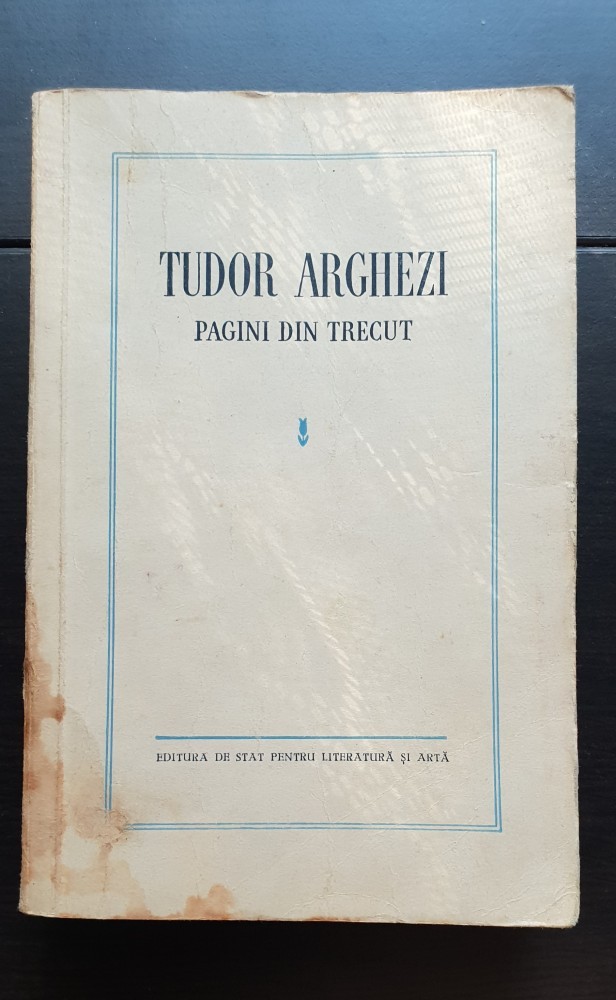 TUDOR ARGHEZI
PAGINI DIN TRECUT
EDITURA DE STAT PENTRU LITERATURĂ ȘI ARTĂ